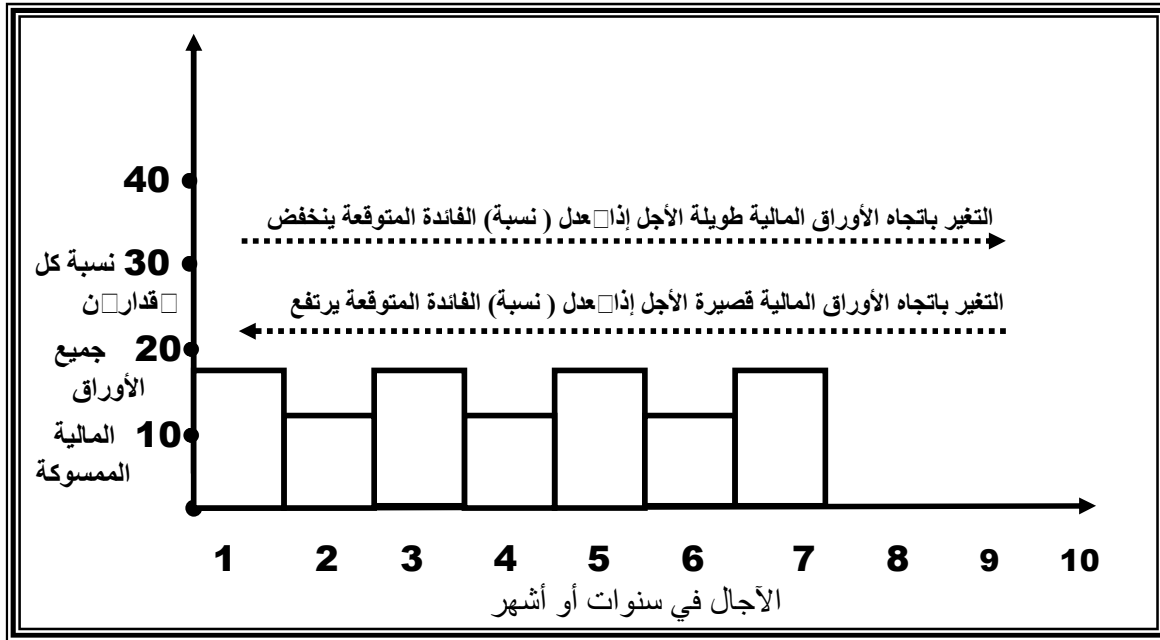 40
التغير باتجاه الأوراق المالية طويلة الأجل إذا عدل ( نسبة) الفائدة المتوقعة ينخفض
30
نسبة كل
التغير باتجاه الأوراق المالية قصيرة الأجل إذا عدل ( نسبة) الفائدة المتوقعة يرتفع
20
جميع
الأوراق
10
المالية
الممسوكة
1 2 3 4 5 6 7 8 9 10
الآجال في سنوات أو أشهر